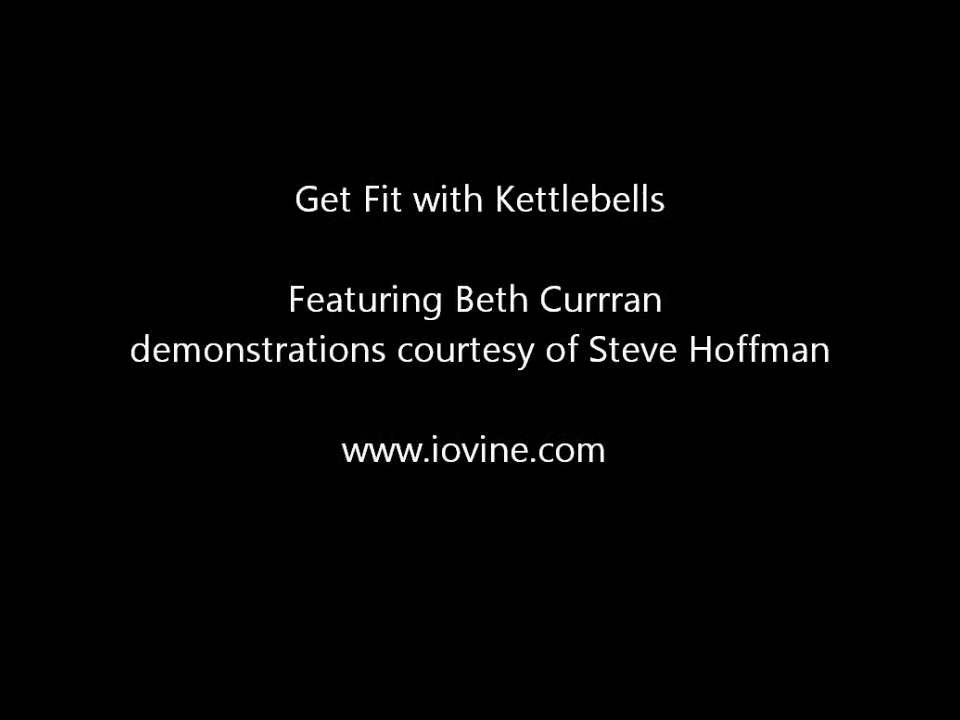 Get Fit with Kettlebells
Featuring Beth Currran
demonstrations courtesy of Steve Hoffman
www.iovine.com